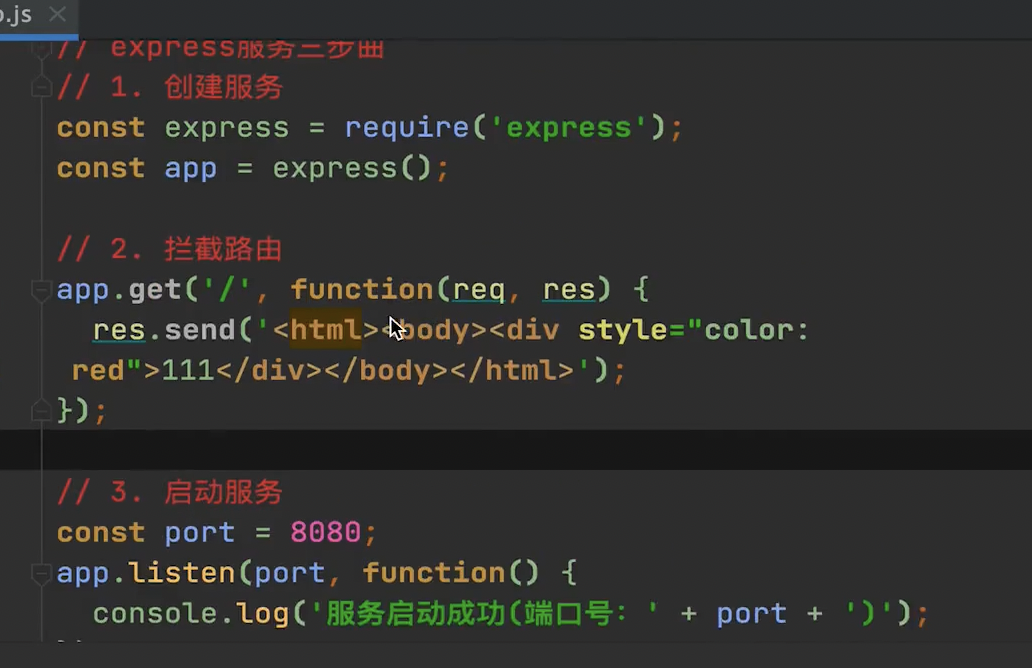 .js
// express服务三步曲
// 1. 创建服务
const express = require('express');
const app = express();
// 2. 拦截路由
app.get('/', function(req, res) {
res.send('<html><body><div style="color:
red">111</div></body></html>');
});
// 3. 启动服务
const port = 8080;
app.listen(port, function() {
console.log('服务启动成功(端口号: ' + port + ')');